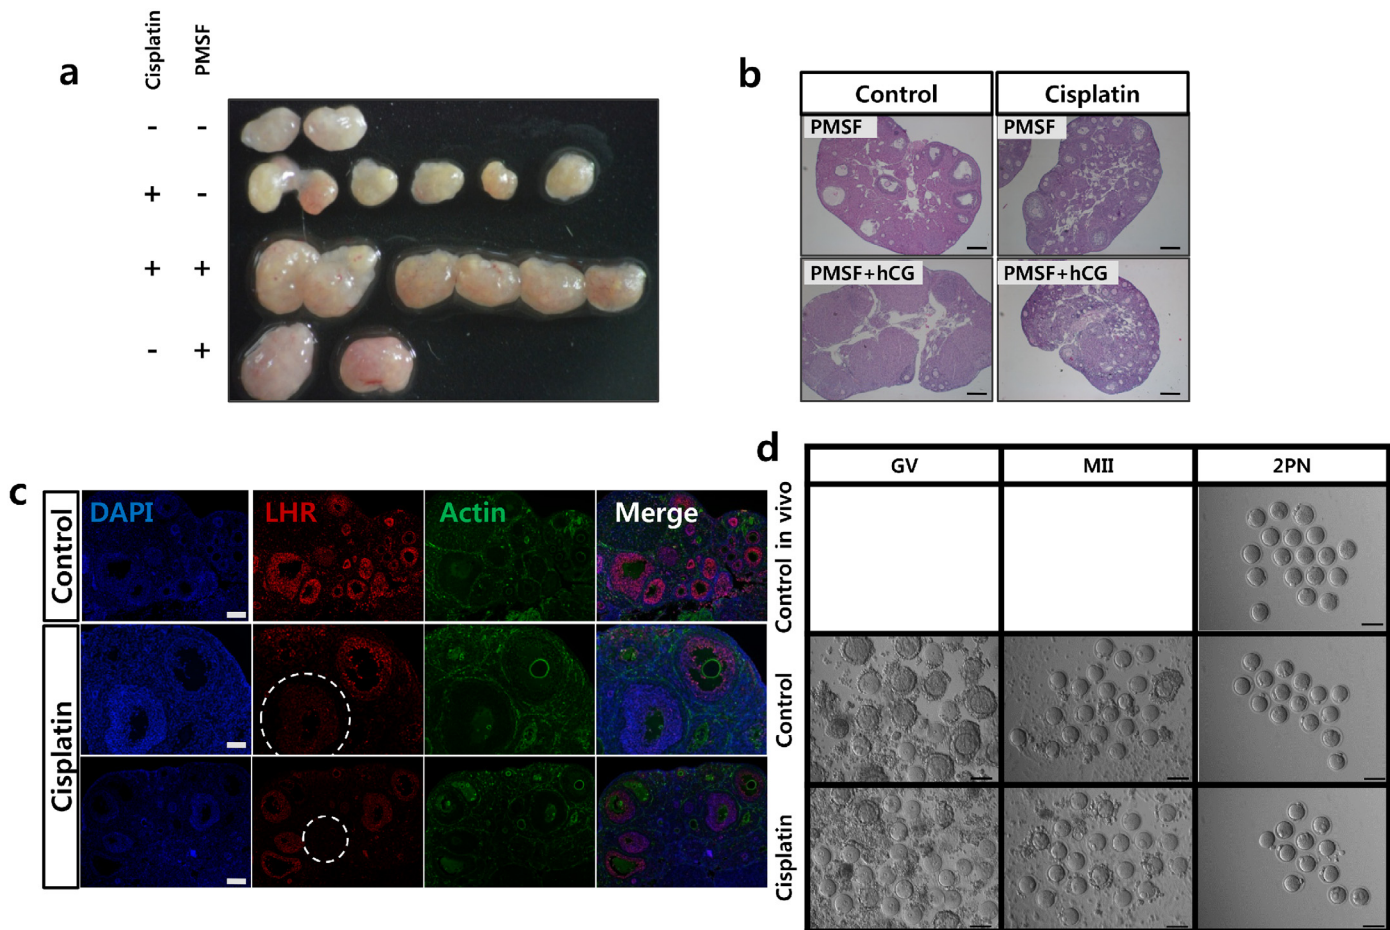 a
Cisplatin
PMSF
- -
+ -
+ +
- +
b
Control
Cisplatin
PMSF
PMSF
PMSF+hCG
PMSF+hCG
c
DAPI
LHR
Actin
Merge
Control
Cisplatin
d
GV
MII
2PN
Control in vivo
Control
Cisplatin